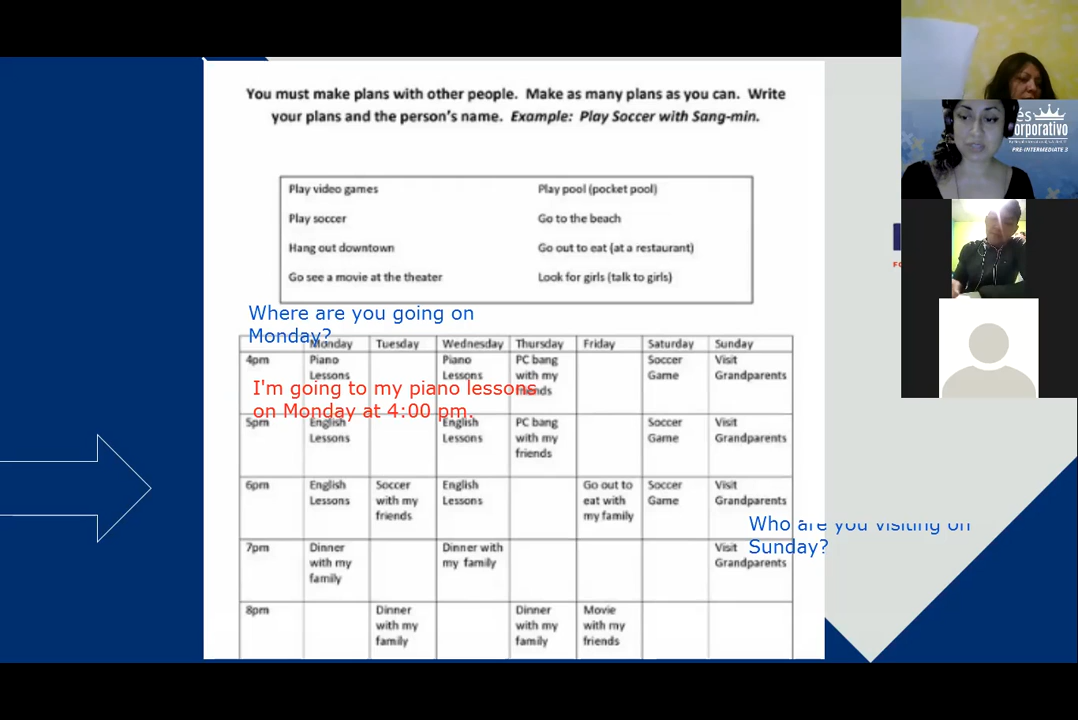 You must make plans with other people. Make as many plans as you can. Write
your plans and the person's name. Example: Play Soccer with Sang-min.
Play video games
Play pool (pocket pool)
Play soccer
Go to the beach
Hang out downtown
Go out to eat (at a restaurant)
Go see a movie at the theater
Look for girls (talk to girls)
Where are you going on
Monday?
Monday Tuesday Wednesday Thursday Friday Saturday Sunday
4pm Piano Piano PC bang Soccer Visit
Lessons Lessons with my Game Grandparents
friends
I'm going to my piano lessons
on Monday at 4:00 pm.
5pm English English PC bang Soccer Visit
Lessons Lessons with my Game Grandparents
friends
6pm English Soccer English Go out to Soccer Visit
Lessons with my Lessons eat with Game Grandparents
friends my family
Who are you visiting on
Sunday?
7pm Dinner Dinner with Visit
with my my family Grandparents
family
8pm Dinner Dinner Movie
with my with my with my
family family friends
és
orporativo
PRE-INTERMEDIATE 3